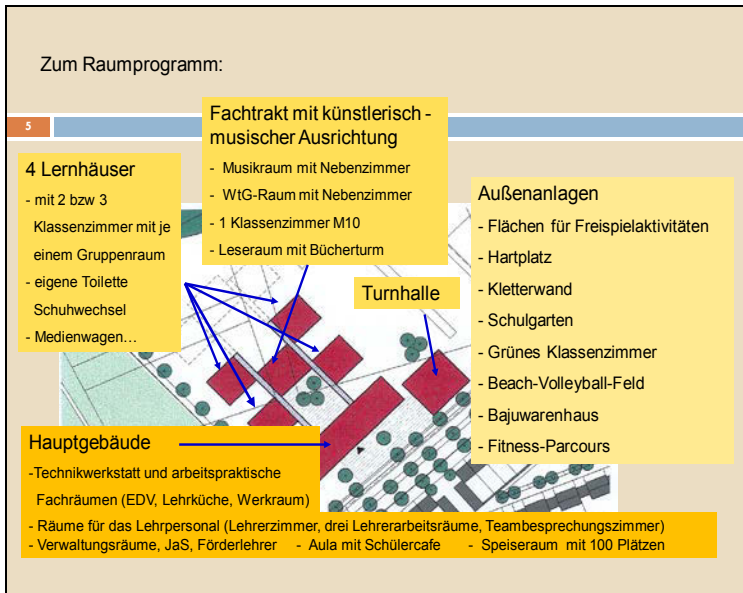 Zum Raumprogramm:
5
Fachtrakt mit künstlerisch -
musischer Ausrichtung
- Musikraum mit Nebenzimmer
- WtG-Raum mit Nebenzimmer
- 1 Klassenzimmer M10
- Leseraum mit Bücherturm
4 Lernhäuser
- mit 2 bzw 3
Klassenzimmer mit je
einem Gruppenraum
- eigene Toilette
Schuhwechsel
- Medienwagen…
Turnhalle
Außenanlagen
- Flächen für Freispielaktivitäten
- Hartplatz
- Kletterwand
- Schulgarten
- Grünes Klassenzimmer
- Beach-Volleyball-Feld
- Bajuwarenhaus
- Fitness-Parcours
Hauptgebäude
-Technikwerkstatt und arbeitspraktische
Fachräumen (EDV, Lehrküche, Werkraum)
- Räume für das Lehrpersonal (Lehrerzimmer, drei Lehrerarbeitsräume, Teambesprechungszimmer)
- Verwaltungsräume, JaS, Förderlehrer - Aula mit Schülercafe - Speiseraum mit 100 Plätzen